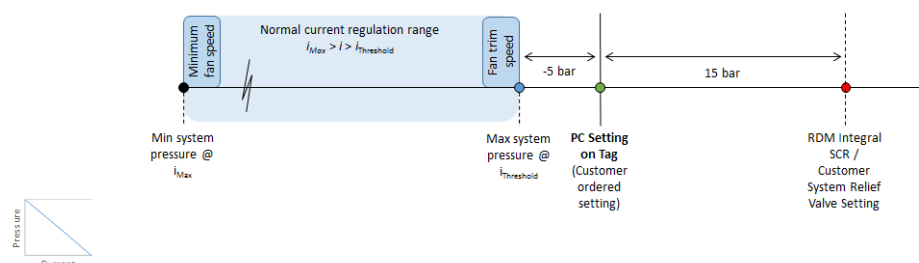 Minimum
fan speed
Normal current regulation range
iMax > i > iThreshold
Fan trim
speed
-5 bar
15 bar
Min system
pressure @
iMax
Max system
pressure @
iThreshold
PC Setting
on Tag
(Customer
ordered
setting)
RDM Integral
SCR /
Customer
System Relief
Valve Setting
Pressure